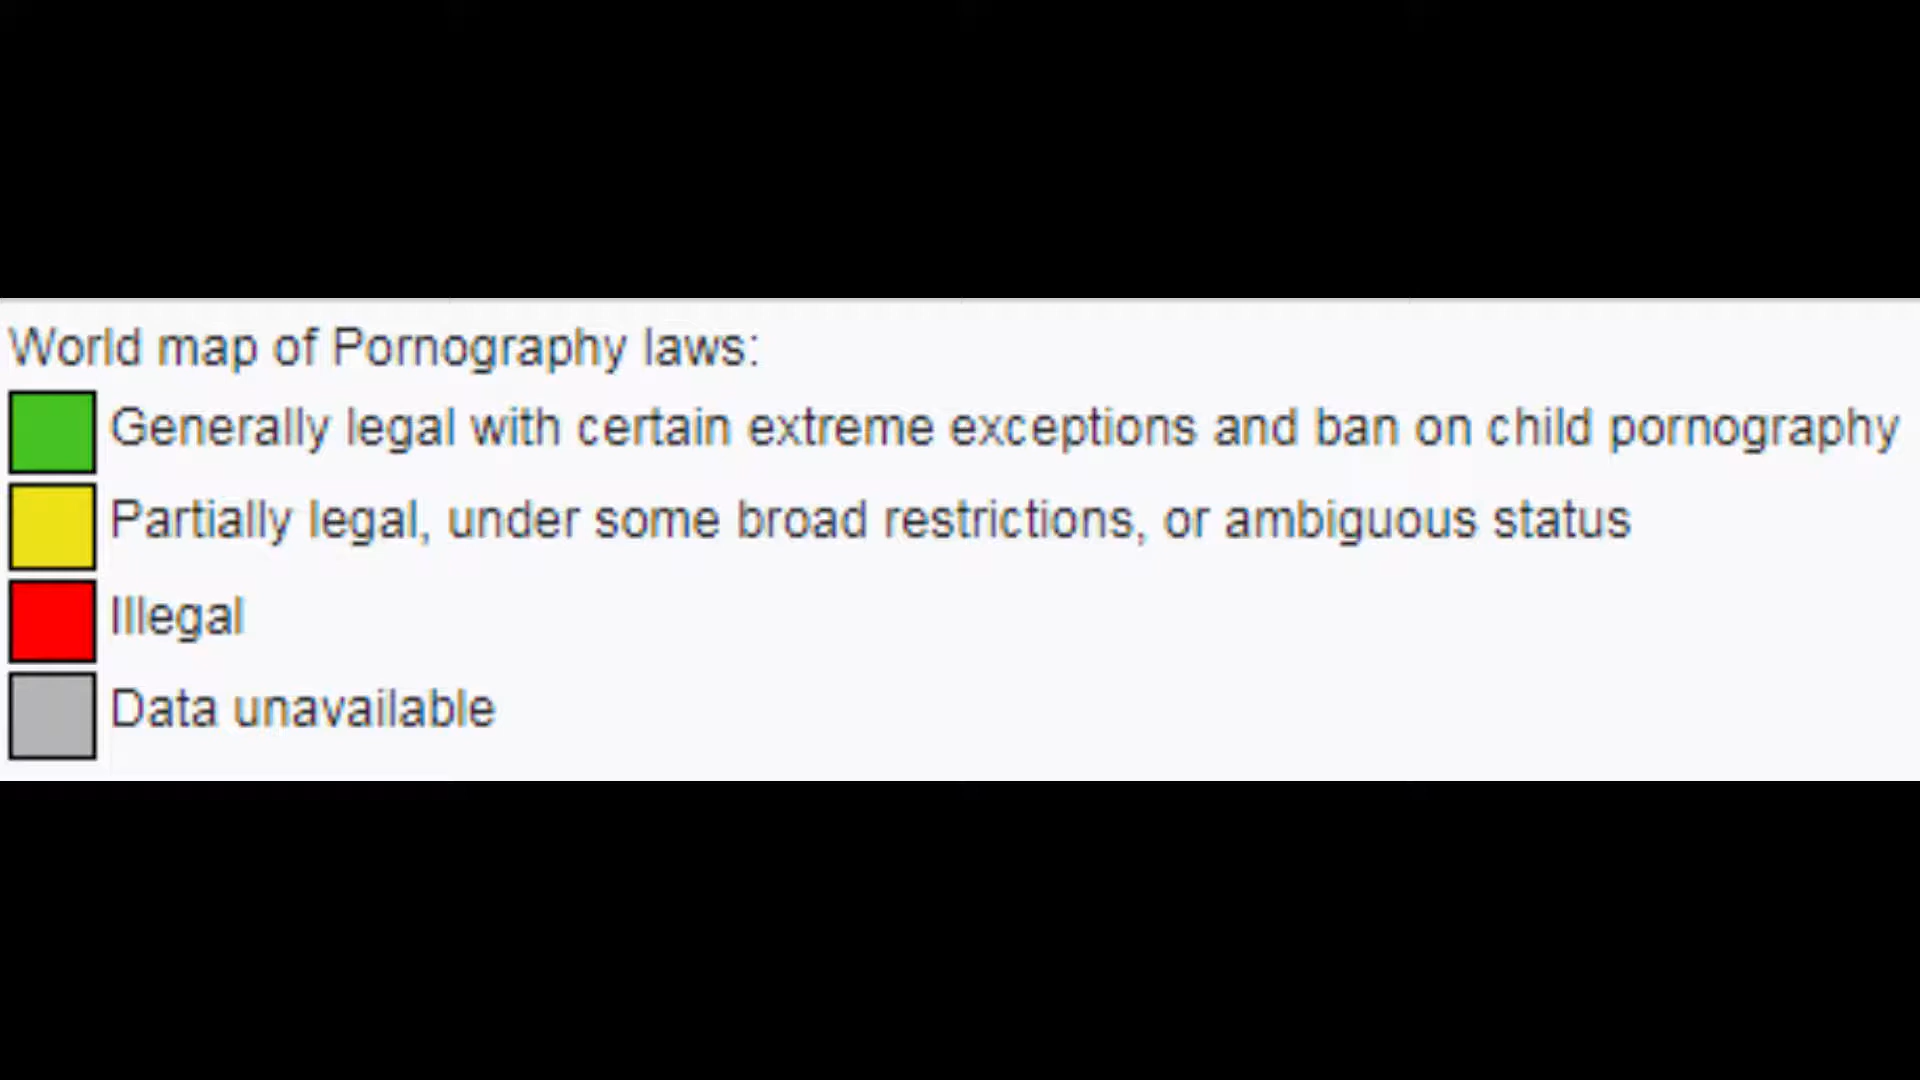 World map of Pornography laws:
Generally legal with certain extreme exceptions and ban on child pornography
Partially legal, under some broad restrictions, or ambiguous status
Illegal
Data unavailable